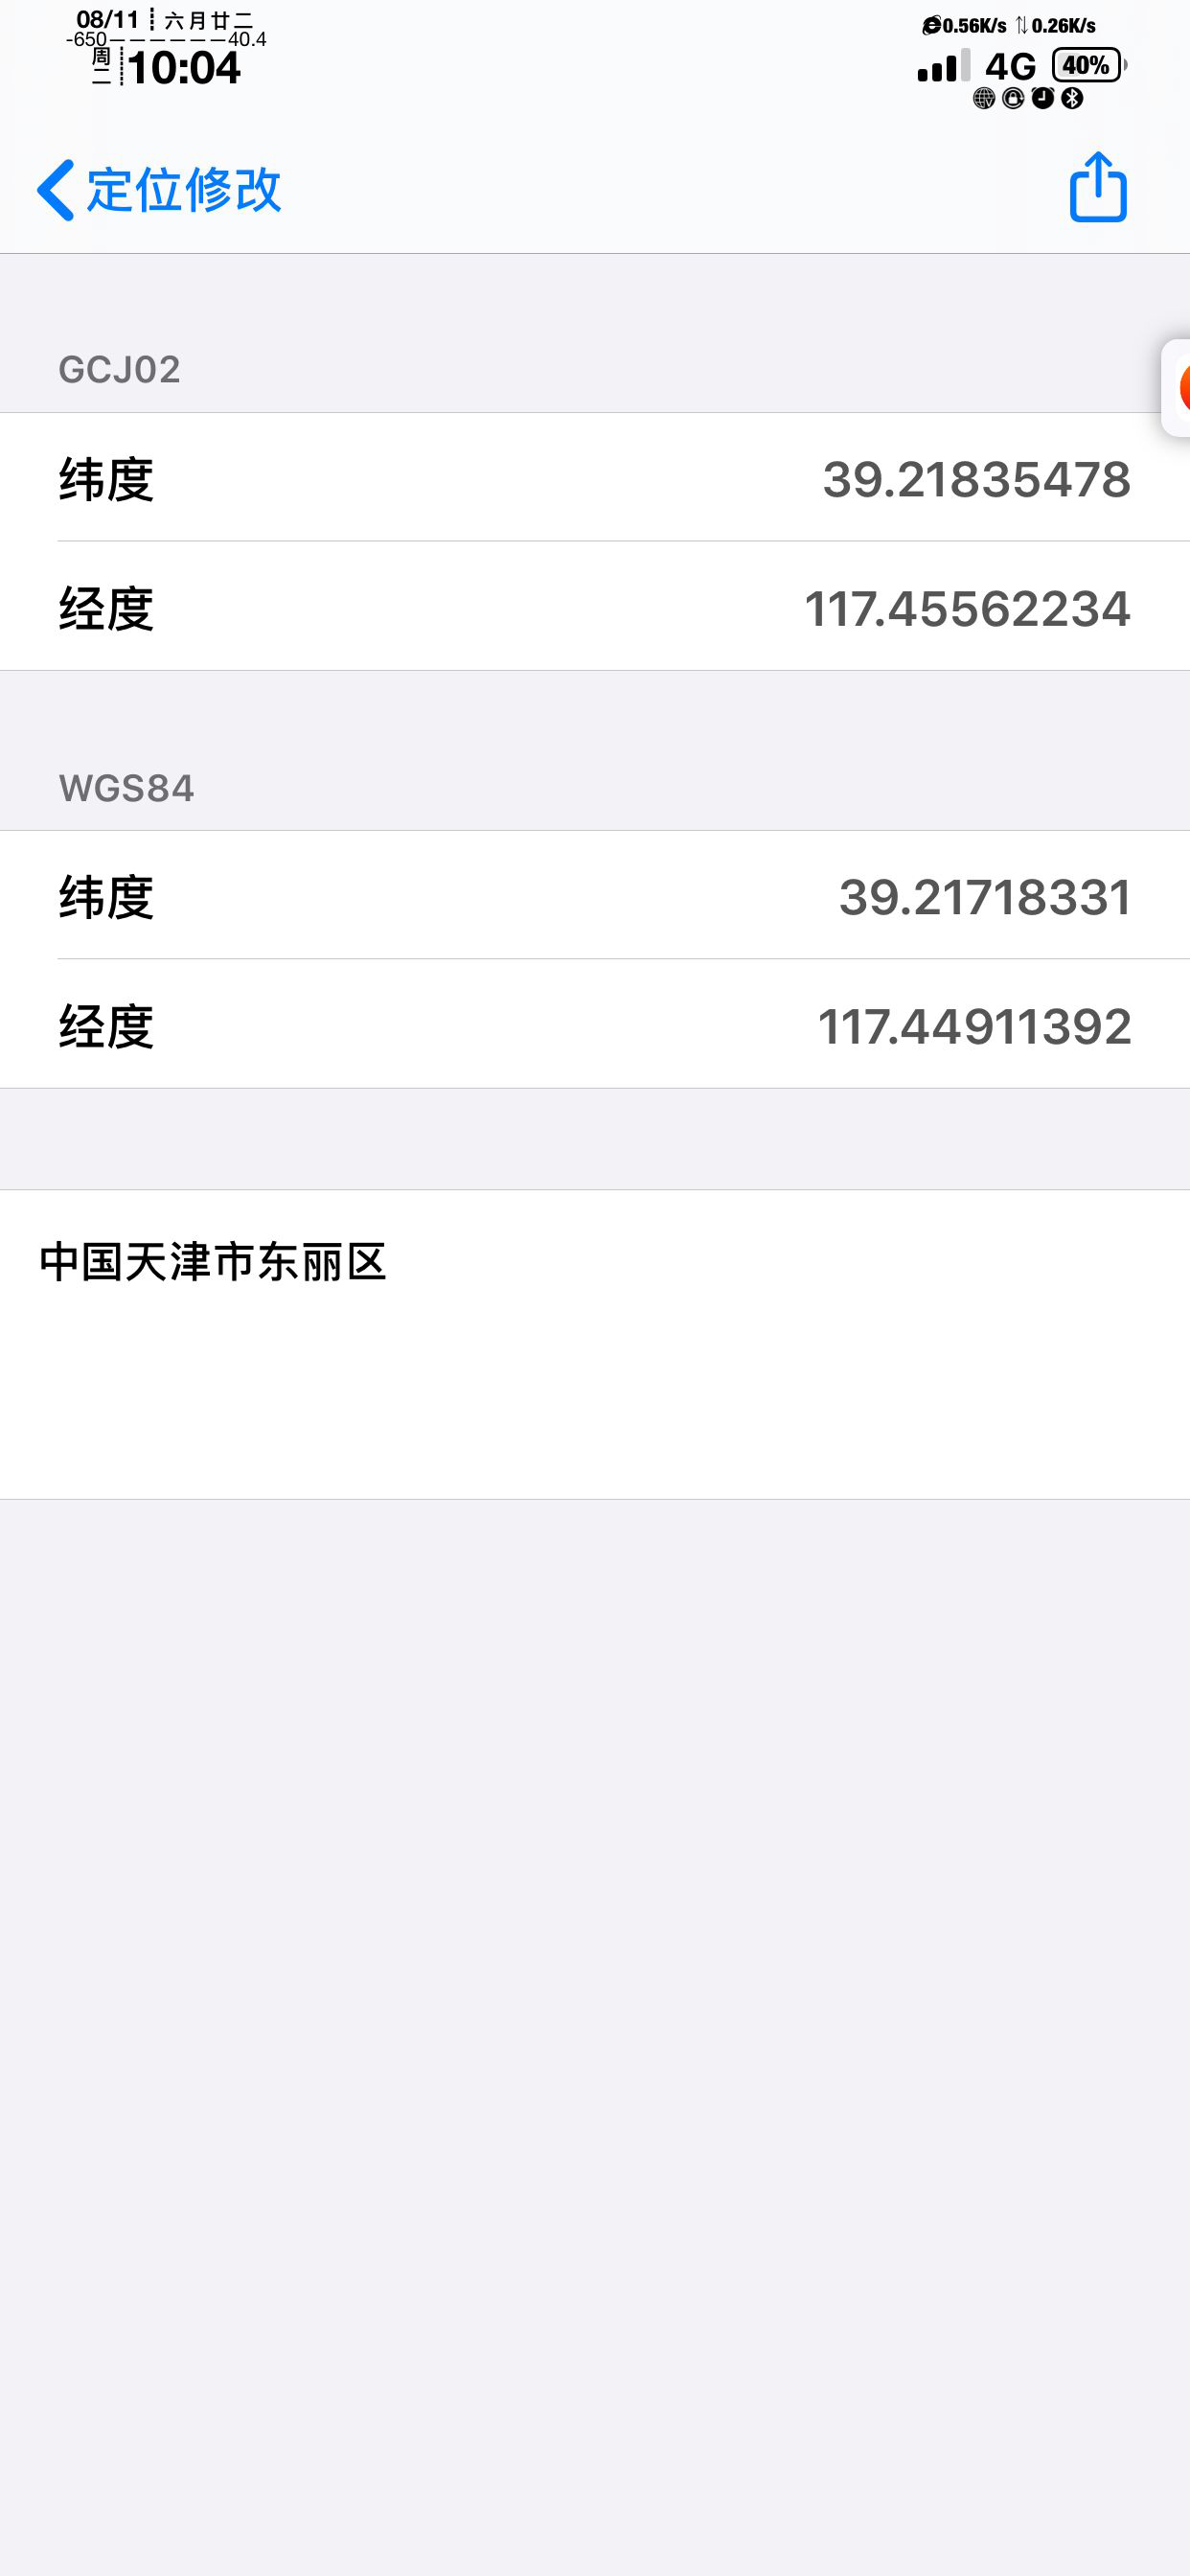 08/11 ┊ 六月廿二
-650——————40.4
周二 10:04
0.56K/s ⇅ 0.26K/s
4G 40%
定位修改
GCJ02
纬度 39.21835478
经度 117.45562234
WGS84
纬度 39.21718331
经度 117.44911392
中国天津市东丽区